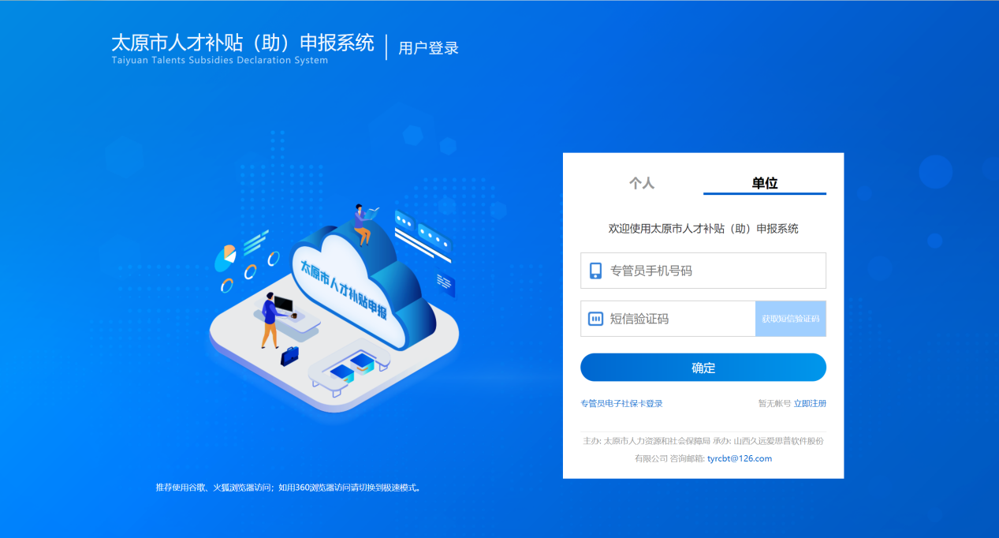 太原市人才补贴（助）申报系统
用户登录
Taiyuan Talents Subsidies Declaration System
个人
单位
欢迎使用太原市人才补贴（助）申报系统
专管员手机号码
短信验证码
获取短信验证码
确定
专管员电子社保卡登录
暂无帐号 立即注册
主办: 太原市人力资源和社会保障局 承办: 山西久远爱思普软件股份
有限公司 咨询邮箱: tyrcbt@126.com
太原市人才补贴申报
推荐使用谷歌、火狐浏览器访问；如用360浏览器访问请切换到极速模式。